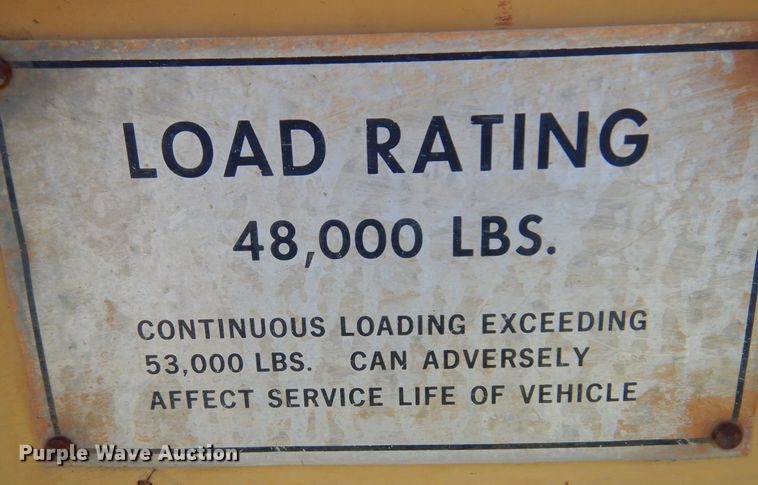 LOAD RATING
48,000 LBS.
CONTINUOUS LOADING EXCEEDING
53,000 LBS. CAN ADVERSELY
AFFECT SERVICE LIFE OF VEHICLE
Purple Wave Auction